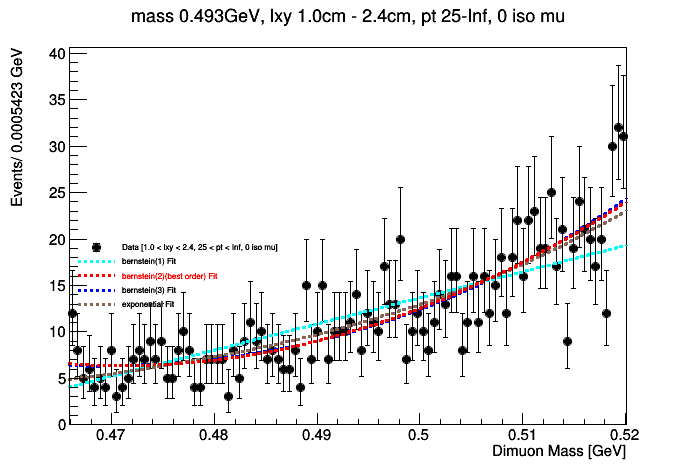 mass 0.493GeV, lxy 1.0cm - 2.4cm, pt 25-Inf, 0 iso mu
Events/ 0.0005423 GeV
40
35
30
25
20
15
10
5
0
Data [1.0 < lxy < 2.4, 25 < pt < Inf, 0 iso mu]
bernstein(1) Fit
bernstein(2)(best order) Fit
bernstein(3) Fit
exponential Fit
0.47 0.48 0.49 0.5 0.51 0.52
Dimuon Mass [GeV]